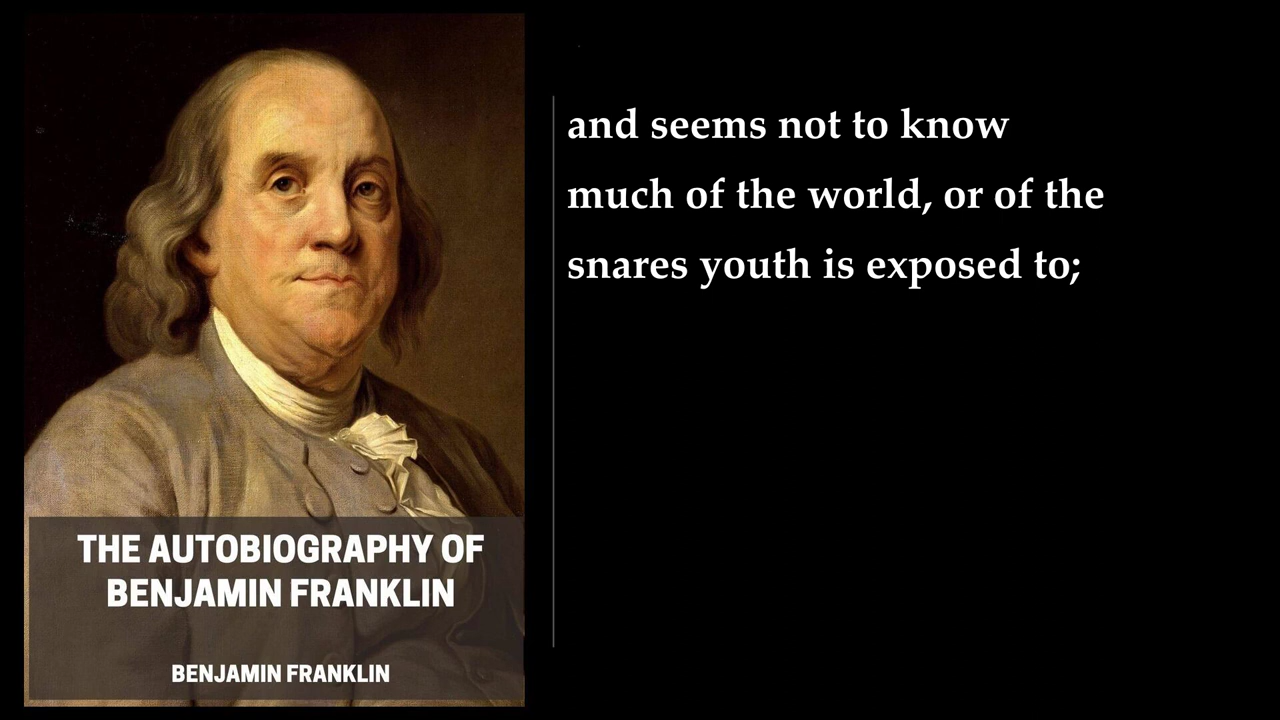 and seems not to know
much of the world, or of the
snares youth is exposed to;
THE AUTOBIOGRAPHY OF
BENJAMIN FRANKLIN
BENJAMIN FRANKLIN